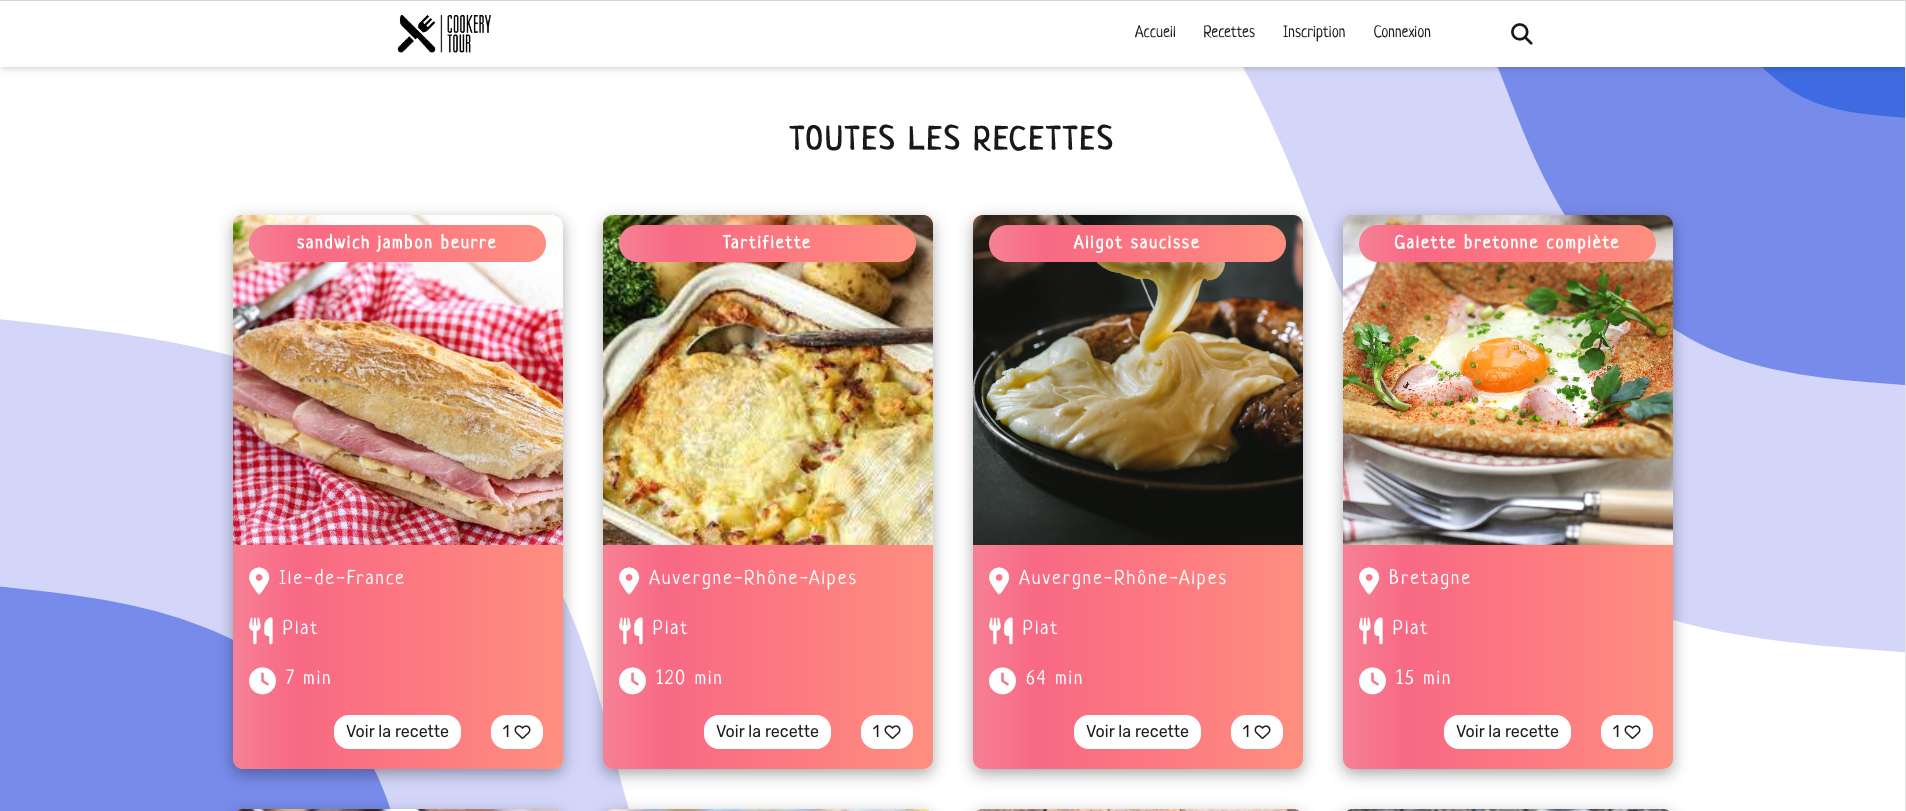 COOKERY
TOUR
Accueil Recettes Inscription Connexion
TOUTES LES RECETTES
sandwich jambon beurre
Tartiflette
Aligot saucisse
Galette bretonne complète
Ile-de-France
Plat
7 min
Voir la recette 1
Auvergne-Rhône-Alpes
Plat
120 min
Voir la recette 1
Auvergne-Rhône-Alpes
Plat
64 min
Voir la recette 1
Bretagne
Plat
15 min
Voir la recette 1